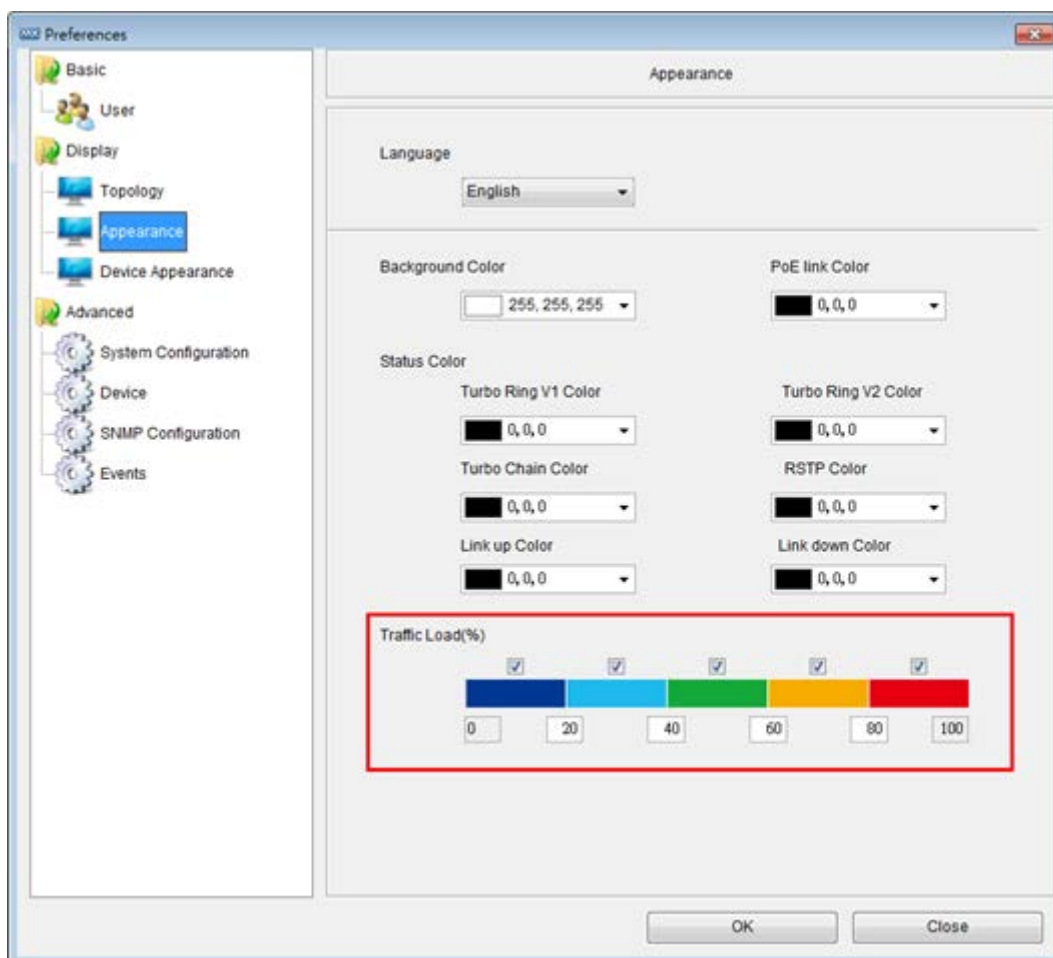 Preferences
Basic
User
Display
Topology
Appearance
Device Appearance
Advanced
System Configuration
Device
SNMP Configuration
Events
Appearance
Language
English
Background Color
PoE link Color
255, 255, 255
0, 0, 0
Status Color
Turbo Ring V1 Color
Turbo Ring V2 Color
0, 0, 0
0, 0, 0
Turbo Chain Color
RSTP Color
0, 0, 0
0, 0, 0
Link up Color
Link down Color
0, 0, 0
0, 0, 0
Traffic Load(%)
0 20 40 60 80 100
OK
Close